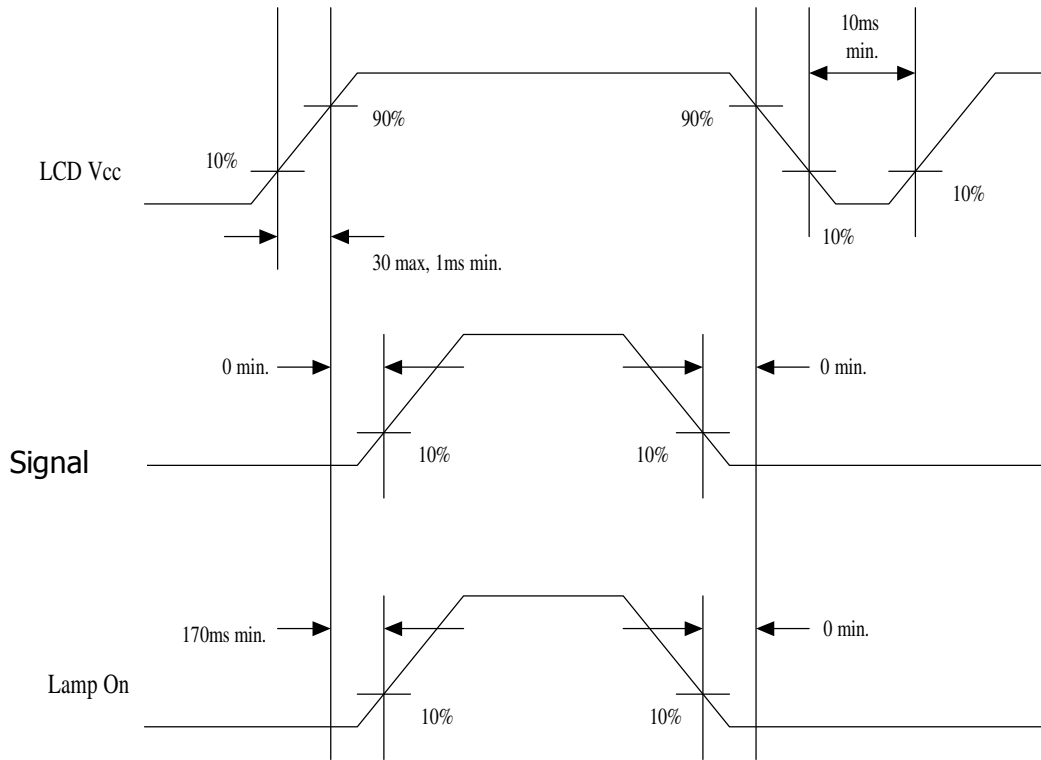 10ms
min.
90%
90%
10%
LCD Vcc
10%
10%
30 max, 1ms min.
0 min.
0 min.
10%
10%
Signal
170ms min.
0 min.
Lamp On
10%
10%